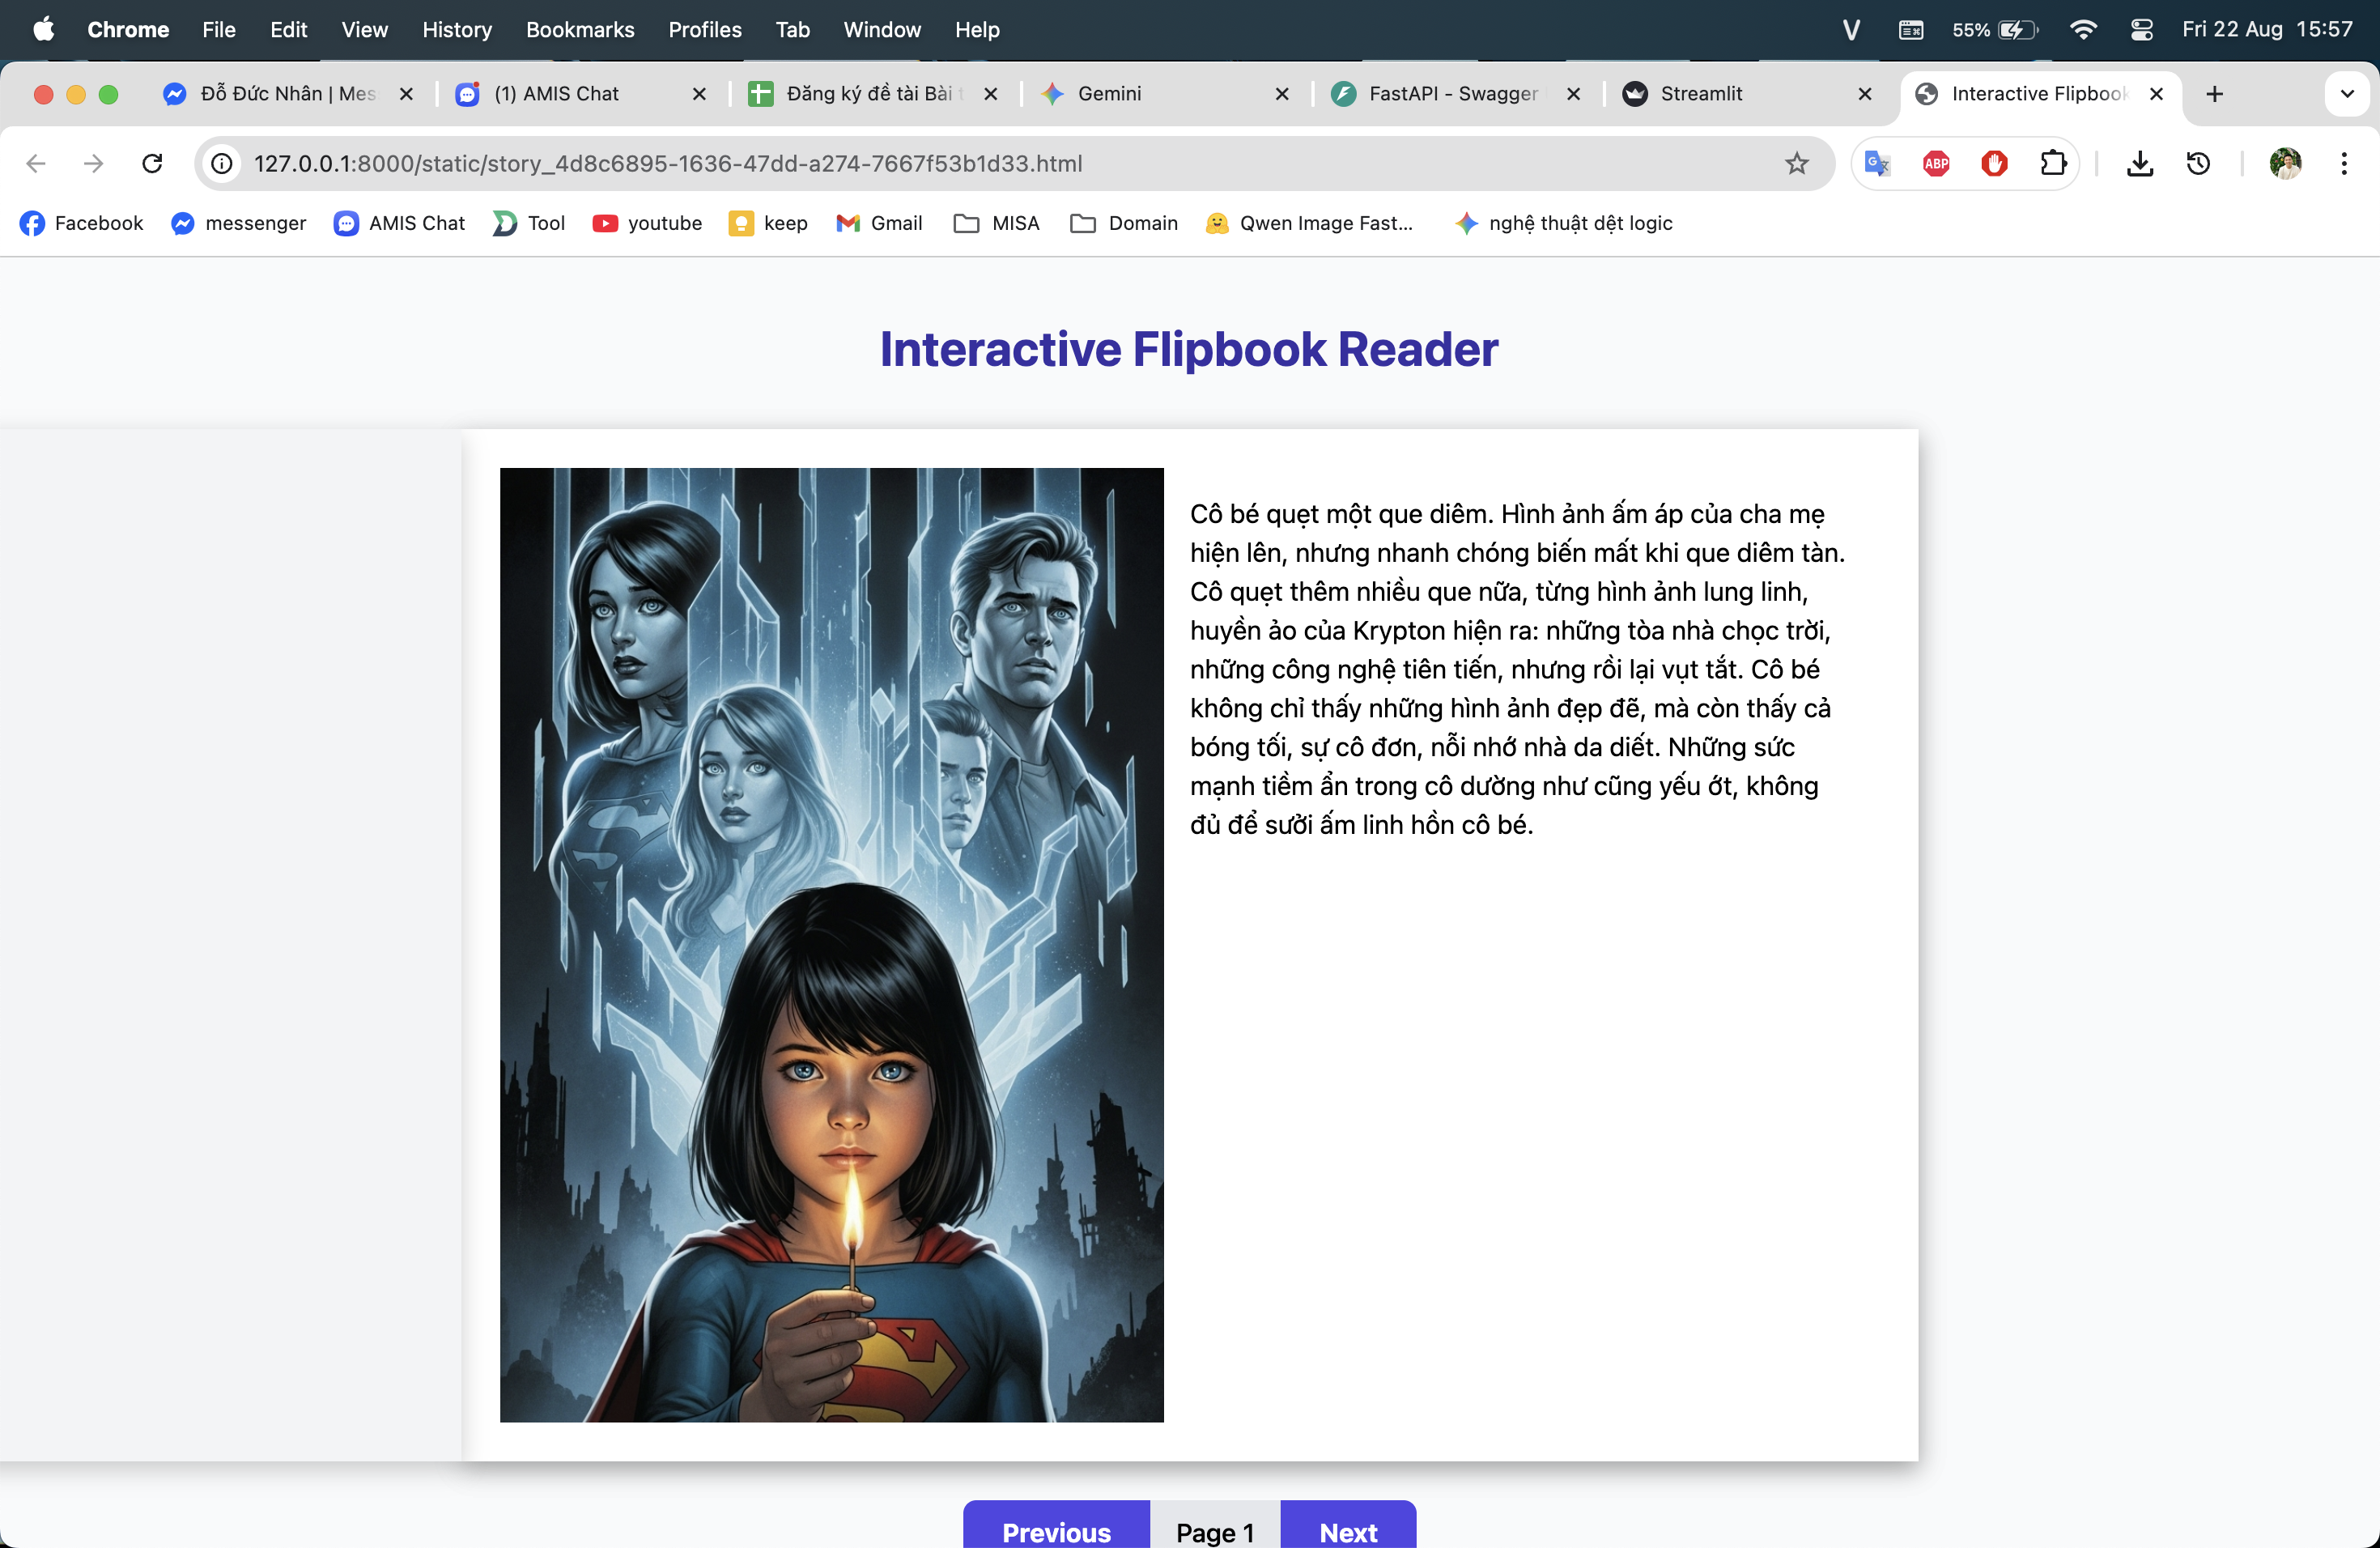 Chrome File Edit View History Bookmarks Profiles Tab Window Help
V 55% Fri 22 Aug 15:57
Đỗ Đức Nhân | Mes
(1) AMIS Chat
Đăng ký đề tài Bài t
Gemini
FastAPI - Swagger
Streamlit
Interactive Flipbook
127.0.0.1:8000/static/story_4d8c6895-1636-47dd-a274-7667f53b1d33.html
ABP
Facebook messenger AMIS Chat Tool youtube keep Gmail MISA Domain Qwen Image Fast... nghệ thuật dệt logic
Interactive Flipbook Reader
Cô bé quẹt một que diêm. Hình ảnh ấm áp của cha mẹ
hiện lên, nhưng nhanh chóng biến mất khi que diêm tàn.
Cô quẹt thêm nhiều que nữa, từng hình ảnh lung linh,
huyền ảo của Krypton hiện ra: những tòa nhà chọc trời,
những công nghệ tiên tiến, nhưng rồi lại vụt tắt. Cô bé
không chỉ thấy những hình ảnh đẹp đẽ, mà còn thấy cả
bóng tối, sự cô đơn, nỗi nhớ nhà da diết. Những sức
mạnh tiềm ẩn trong cô dường như cũng yếu ớt, không
đủ để sưởi ấm linh hồn cô bé.
Previous Page 1 Next